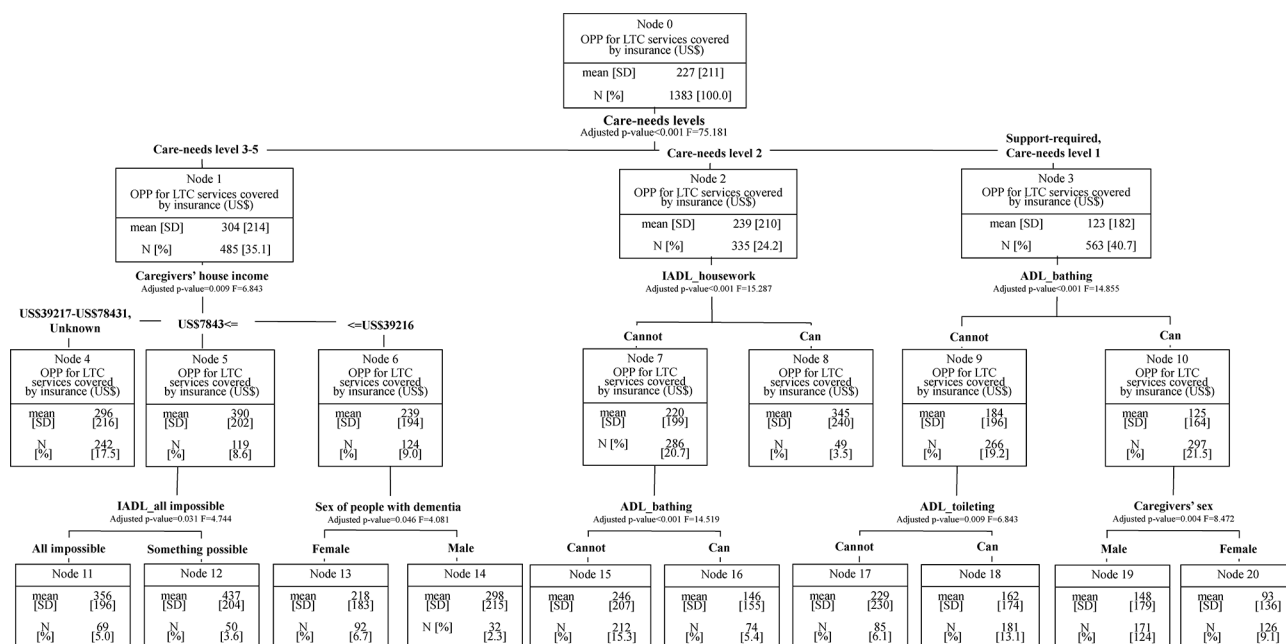 Node 0
OPP for LTC services covered
by insurance (US$)
mean [SD] 227 [211]
N [%] 1383 [100.0]
Care-needs levels
Adjusted p-value<0.001 F=75.181
Care-needs level 3-5
Care-needs level 2
Support-required,
Care-needs level 1
Node 1
OPP for LTC services covered
by insurance (US$)
mean [SD] 304 [214]
N [%] 485 [35.1]
Node 2
OPP for LTC services covered
by insurance (US$)
mean [SD] 239 [210]
N [%] 335 [24.2]
Node 3
OPP for LTC services covered
by insurance (US$)
mean [SD] 123 [182]
N [%] 563 [40.7]
Caregivers’ house income
Adjusted p-value=0.009 F=6.843
IADL_housework
Adjusted p-value<0.001 F=15.287
ADL_bathing
Adjusted p-value<0.001 F=14.855
US$39217-US$78431,
Unknown
US$7843<=
<=US$39216
Cannot
Can
Cannot
Can
Node 4
OPP for LTC
services covered
by insurance (US$)
mean 296
[SD] [216]
N 242
[%] [17.5]
Node 5
OPP for LTC
services covered
by insurance (US$)
mean 390
[SD] [202]
N 119
[%] [8.6]
Node 6
OPP for LTC
services covered
by insurance (US$)
mean 239
[SD] [194]
N 124
[%] [9.0]
Node 7
OPP for LTC
services covered
by insurance (US$)
mean 220
[SD] [199]
N [%] 286
[20.7]
Node 8
OPP for LTC
services covered
by insurance (US$)
mean 345
[SD] [240]
N 49
[%] [3.5]
Node 9
OPP for LTC
services covered
by insurance (US$)
mean 184
[SD] [196]
N 266
[%] [19.2]
Node 10
OPP for LTC
services covered
by insurance (US$)
mean 125
[SD] [164]
N 297
[%] [21.5]
IADL_all impossible
Adjusted p-value=0.031 F=4.744
Sex of people with dementia
Adjusted p-value=0.046 F=4.081
ADL_bathing
Adjusted p-value<0.001 F=14.519
ADL_toileting
Adjusted p-value=0.009 F=6.843
Caregivers’ sex
Adjusted p-value=0.004 F=8.472
All impossible
Something possible
Female
Male
Cannot
Can
Cannot
Can
Male
Female
Node 11
mean 356
[SD] [196]
N 69
[%] [5.0]
Node 12
mean 437
[SD] [204]
N 50
[%] [3.6]
Node 13
mean 218
[SD] [183]
N 92
[%] [6.7]
Node 14
mean 298
[SD] [215]
N [%] 32
[2.3]
Node 15
mean 246
[SD] [207]
N 212
[%] [15.3]
Node 16
mean 146
[SD] [155]
N 74
[%] [5.4]
Node 17
mean 229
[SD] [230]
N 85
[%] [6.1]
Node 18
mean 162
[SD] [174]
N 181
[%] [13.1]
Node 19
mean 148
[SD] [179]
N 171
[%] [124]
Node 20
mean 93
[SD] [136]
N 126
[%] [9.1]